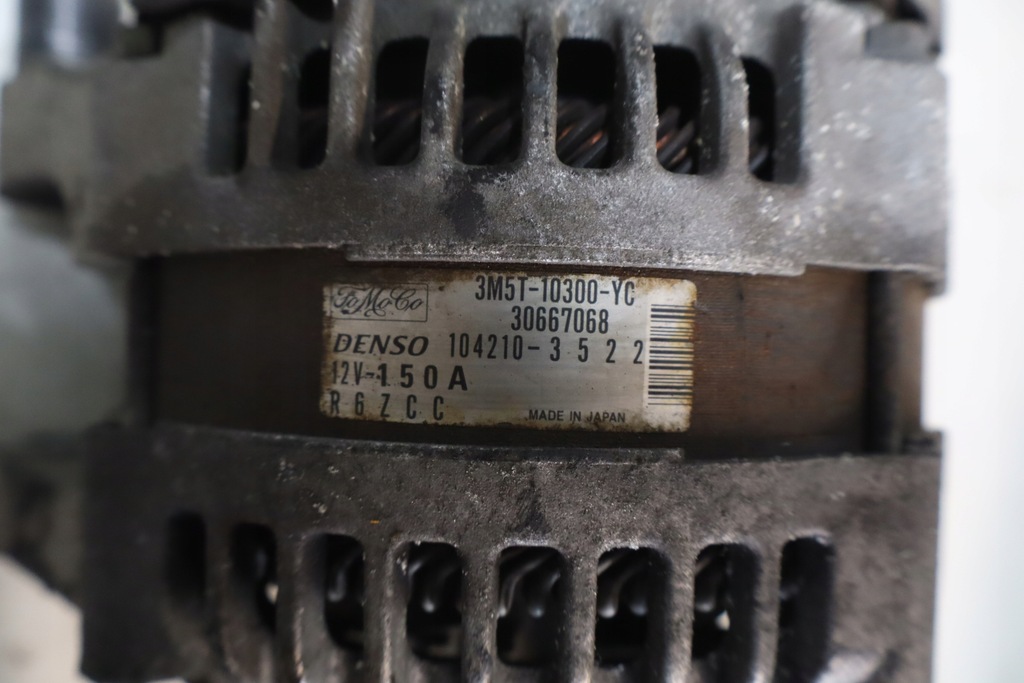 FoMoCo 3M5T-10300-YC
30667068
DENSO 104210-3522
12V-150A
R6ZCC MADE IN JAPAN